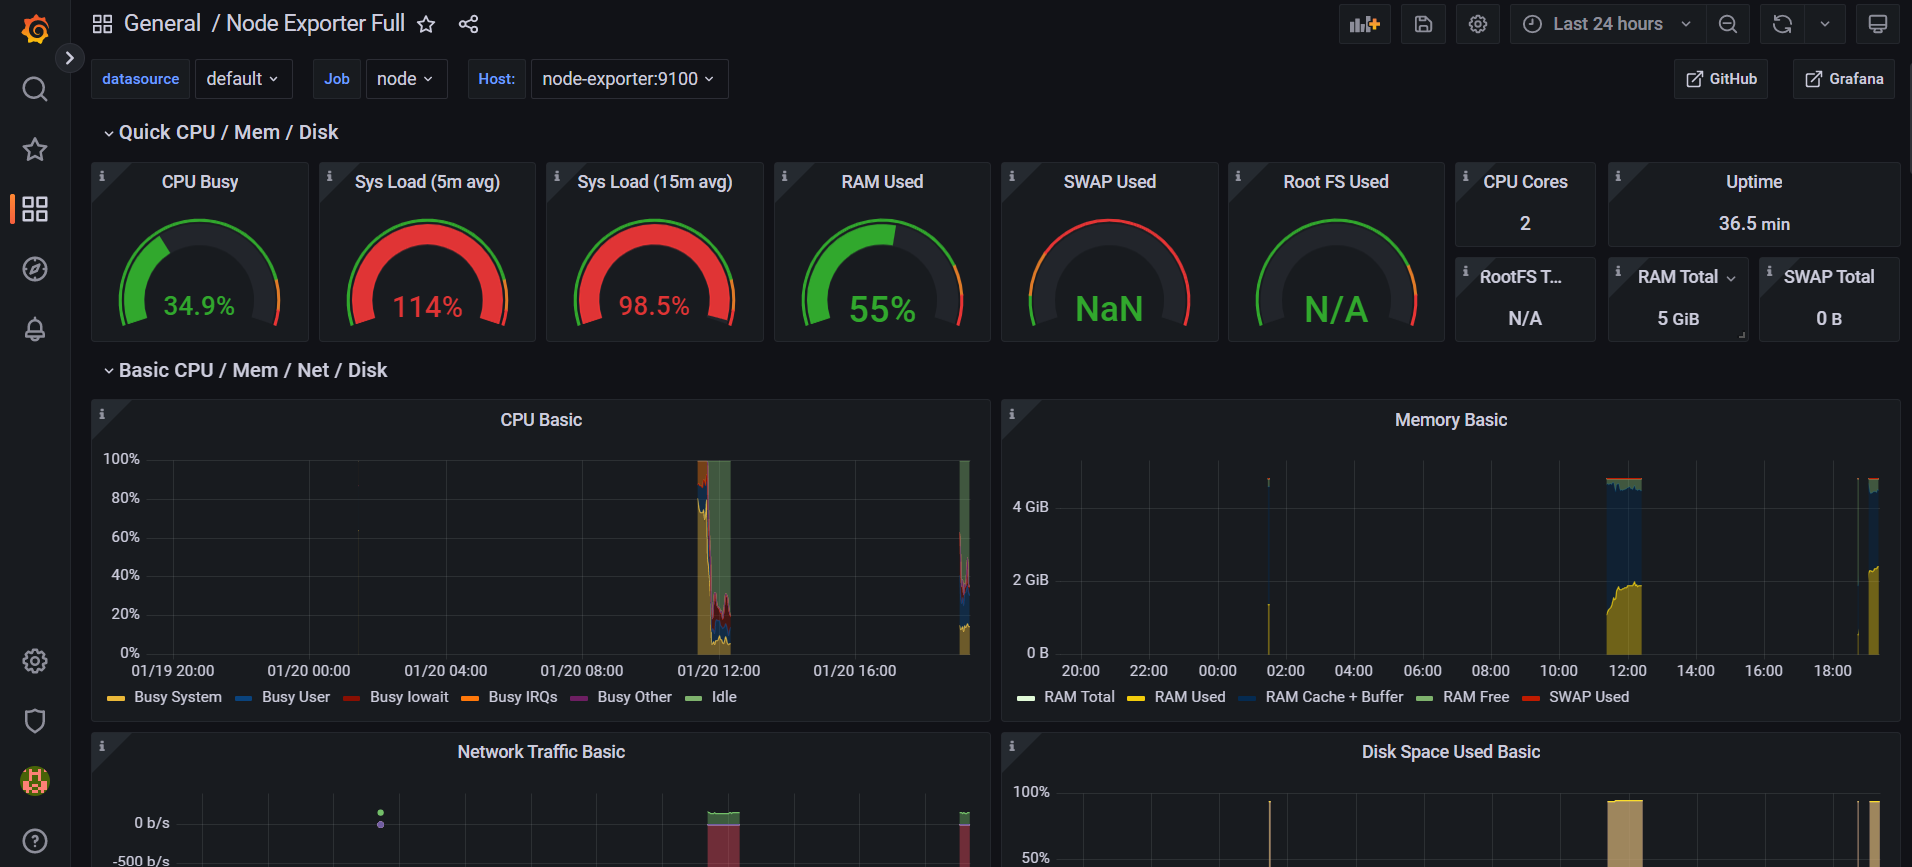 General / Node Exporter Full
Last 24 hours
datasource default Job node Host: node-exporter:9100 GitHub Grafana
Quick CPU / Mem / Disk
CPU Busy
34.9%
Sys Load (5m avg)
114%
Sys Load (15m avg)
98.5%
RAM Used
55%
SWAP Used
NaN
Root FS Used
N/A
CPU Cores
2
Uptime
36.5 min
RootFS T...
N/A
RAM Total
5 GiB
SWAP Total
0 B
Basic CPU / Mem / Net / Disk
CPU Basic
100%
80%
60%
40%
20%
0%
01/19 20:00 01/20 00:00 01/20 04:00 01/20 08:00 01/20 12:00 01/20 16:00
Busy System Busy User Busy Iowait Busy IRQs Busy Other Idle
Memory Basic
4 GiB
2 GiB
0 B
20:00 22:00 00:00 02:00 04:00 06:00 08:00 10:00 12:00 14:00 16:00 18:00
RAM Total RAM Used RAM Cache + Buffer RAM Free SWAP Used
Network Traffic Basic
0 b/s
-500 b/s
Disk Space Used Basic
100%
50%